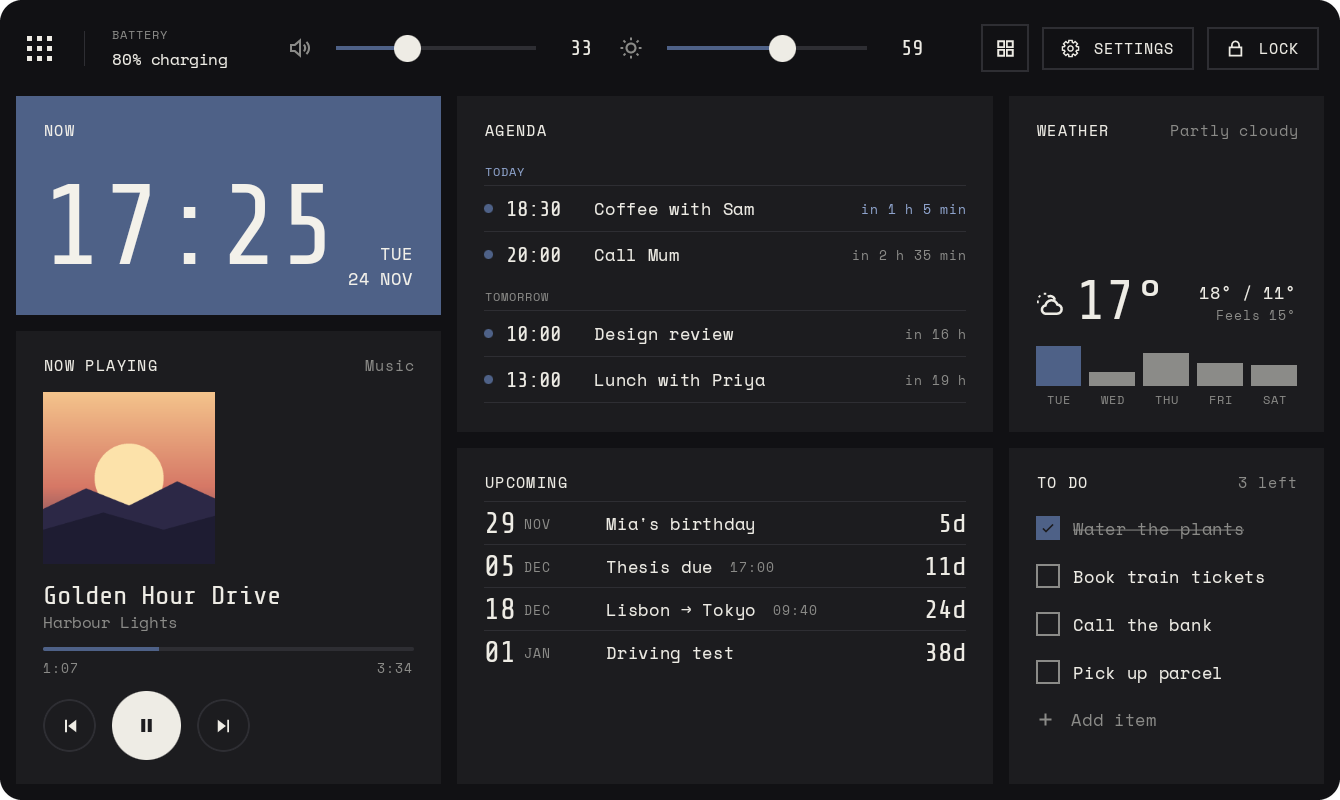 BATTERY
80% charging
33
59
SETTINGS
LOCK
NOW
17:25
TUE
24 NOV
NOW PLAYING
Music
Golden Hour Drive
Harbour Lights
1:07
3:34
AGENDA
TODAY
18:30 Coffee with Sam in 1 h 5 min
20:00 Call Mum in 2 h 35 min
TOMORROW
10:00 Design review in 16 h
13:00 Lunch with Priya in 19 h
UPCOMING
29 NOV Mia's birthday 5d
05 DEC Thesis due 17:00 11d
18 DEC Lisbon → Tokyo 09:40 24d
01 JAN Driving test 38d
WEATHER Partly cloudy
17° 18° / 11°
Feels 15°
TUE WED THU FRI SAT
TO DO 3 left
Water the plants
Book train tickets
Call the bank
Pick up parcel
+ Add item